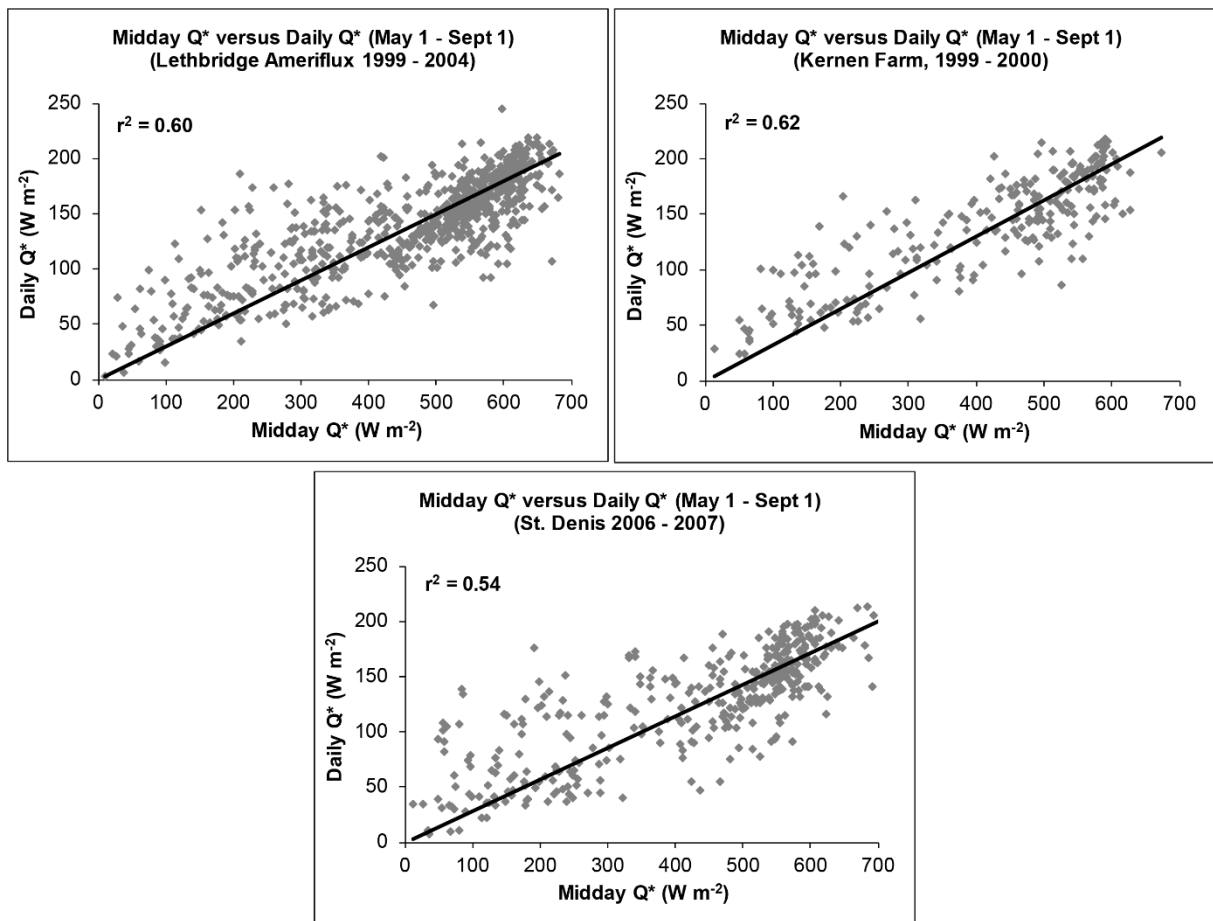 Midday Q* versus Daily Q* (May 1 - Sept 1)
(Lethbridge Ameriflux 1999 - 2004)
r² = 0.60
Daily Q* (W m⁻²)
250
200
150
100
50
0
0 100 200 300 400 500 600 700
Midday Q* (W m⁻²)
Midday Q* versus Daily Q* (May 1 - Sept 1)
(Kernen Farm, 1999 - 2000)
r² = 0.62
Daily Q* (W m⁻²)
250
200
150
100
50
0
0 100 200 300 400 500 600 700
Midday Q* (W m⁻²)
Midday Q* versus Daily Q* (May 1 - Sept 1)
(St. Denis 2006 - 2007)
r² = 0.54
Daily Q* (W m⁻²)
250
200
150
100
50
0
0 100 200 300 400 500 600 700
Midday Q* (W m⁻²)